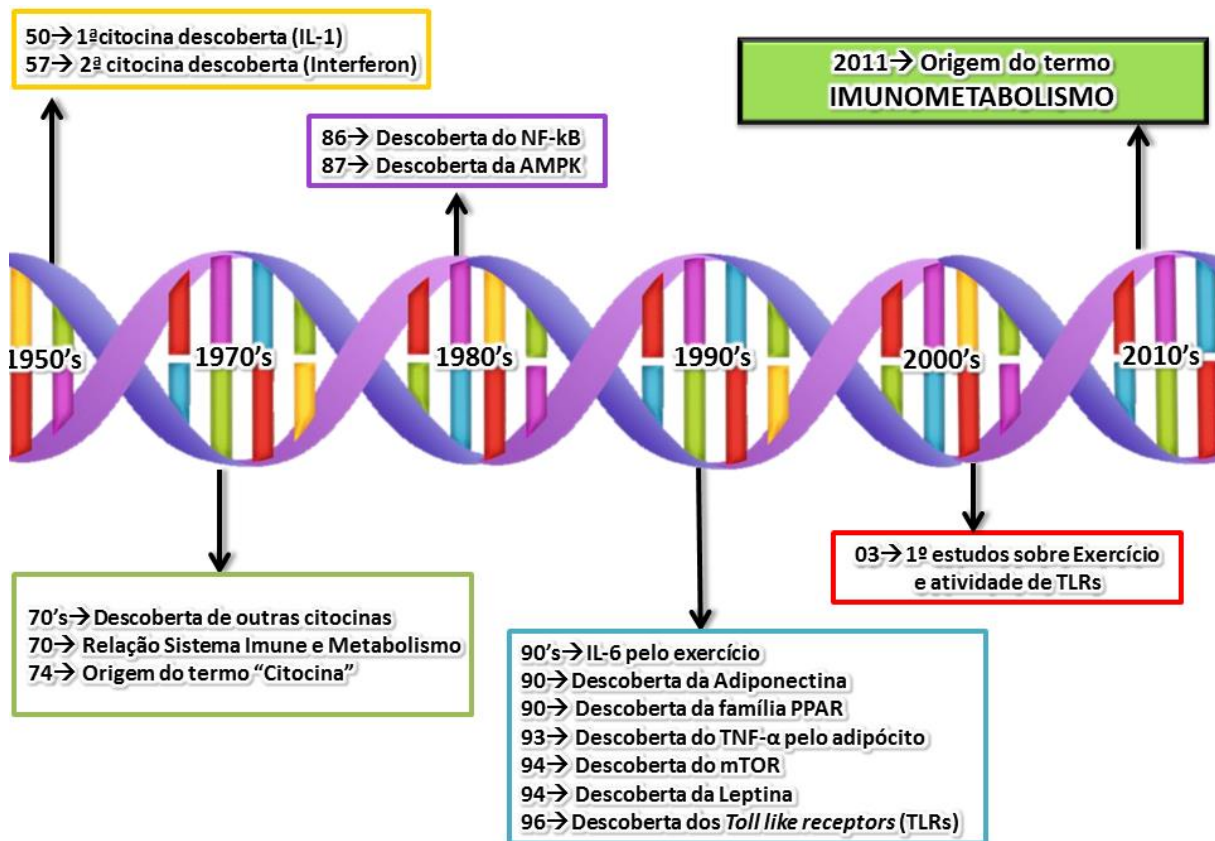 50→ 1ªcitocina descoberta (IL-1)
57→ 2ª citocina descoberta (Interferon)
2011→ Origem do termo
IMUNOMETABOLISMO
86→ Descoberta do NF-kB
87→ Descoberta da AMPK
1950’s
1970’s
1980’s
1990’s
2000’s
2010’s
03→ 1º estudos sobre Exercício
e atividade de TLRs
70’s→ Descoberta de outras citocinas
70→ Relação Sistema Imune e Metabolismo
74→ Origem do termo “Citocina”
90’s→ IL-6 pelo exercício
90→Descoberta da Adiponectina
90→ Descoberta da família PPAR
93→ Descoberta do TNF-α pelo adipócito
94→ Descoberta do mTOR
94→ Descoberta da Leptina
96→ Descoberta dos Toll like receptors (TLRs)